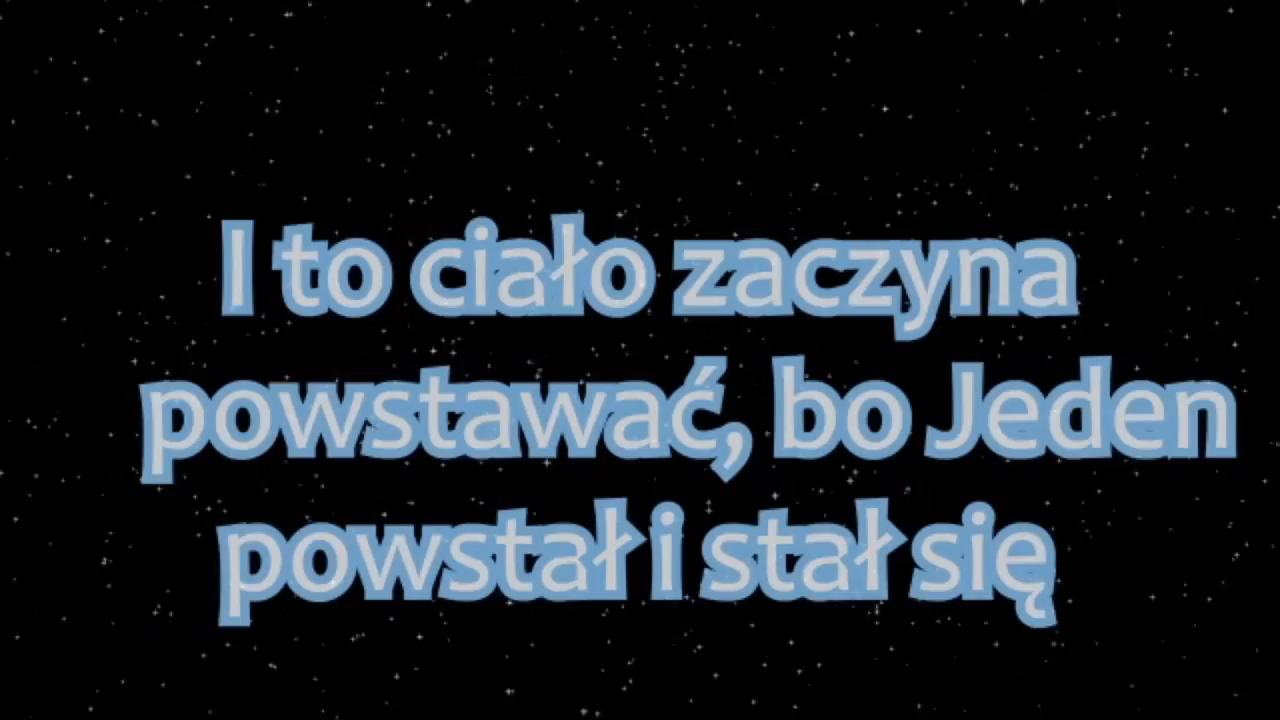 I to ciało zaczyna
powstawać, bo Jeden
powstał i stał się